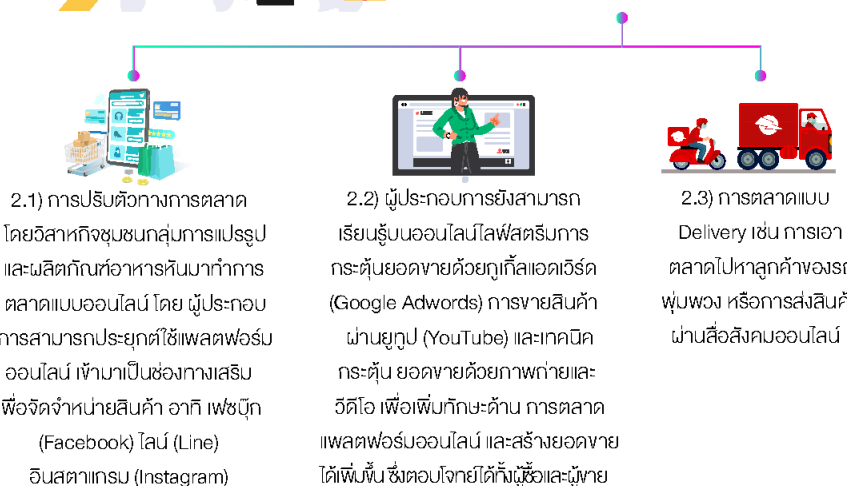 2.1) การปรับตัวทางการตลาด
โดยวิสาหกิจชุมชนกลุ่มการแปรรูป
และผลิตภัณฑ์อาหารหันมาทำการ
ตลาดแบบออนไลน์ โดย ผู้ประกอบ
การสามารถประยุกต์ใช้แพลตฟอร์ม
ออนไลน์ เข้ามาเป็นช่องทางเสริม
พื่อจัดจำหน่ายสินค้า อาทิ เฟซบุ๊ก
(Facebook) ไลน์ (Line)
อินสตาแกรม (Instagram)
2.2) ผู้ประกอบการยังสามารถ
เรียนรู้บนออนไลน์ไลฟ์สตรีมการ
กระตุ้นยอดขายด้วยกูเกิ้ลแอดเวิร์ด
(Google Adwords) การขายสินค้า
ผ่านยูทูป (YouTube) และเทคนิค
กระตุ้น ยอดขายด้วยภาพถ่ายและ
วีดีโอ เพื่อเพิ่มทักษะด้าน การตลาด
แพลตฟอร์มออนไลน์ และสร้างยอดขาย
ได้เพิ่มขึ้น ซึ่งตอบโจทย์ได้ทั้งผู้ซื้อและผู้ขาย
2.3) การตลาดแบบ
Delivery เช่น การเอา
ตลาดไปหาลูกค้าของรถ
พุ่มพวง หรือการส่งสินค้
ผ่านสื่อสังคมออนไลน์